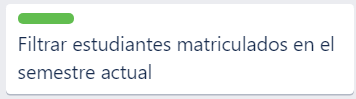 Filtrar estudiantes matriculados en el
semestre actual